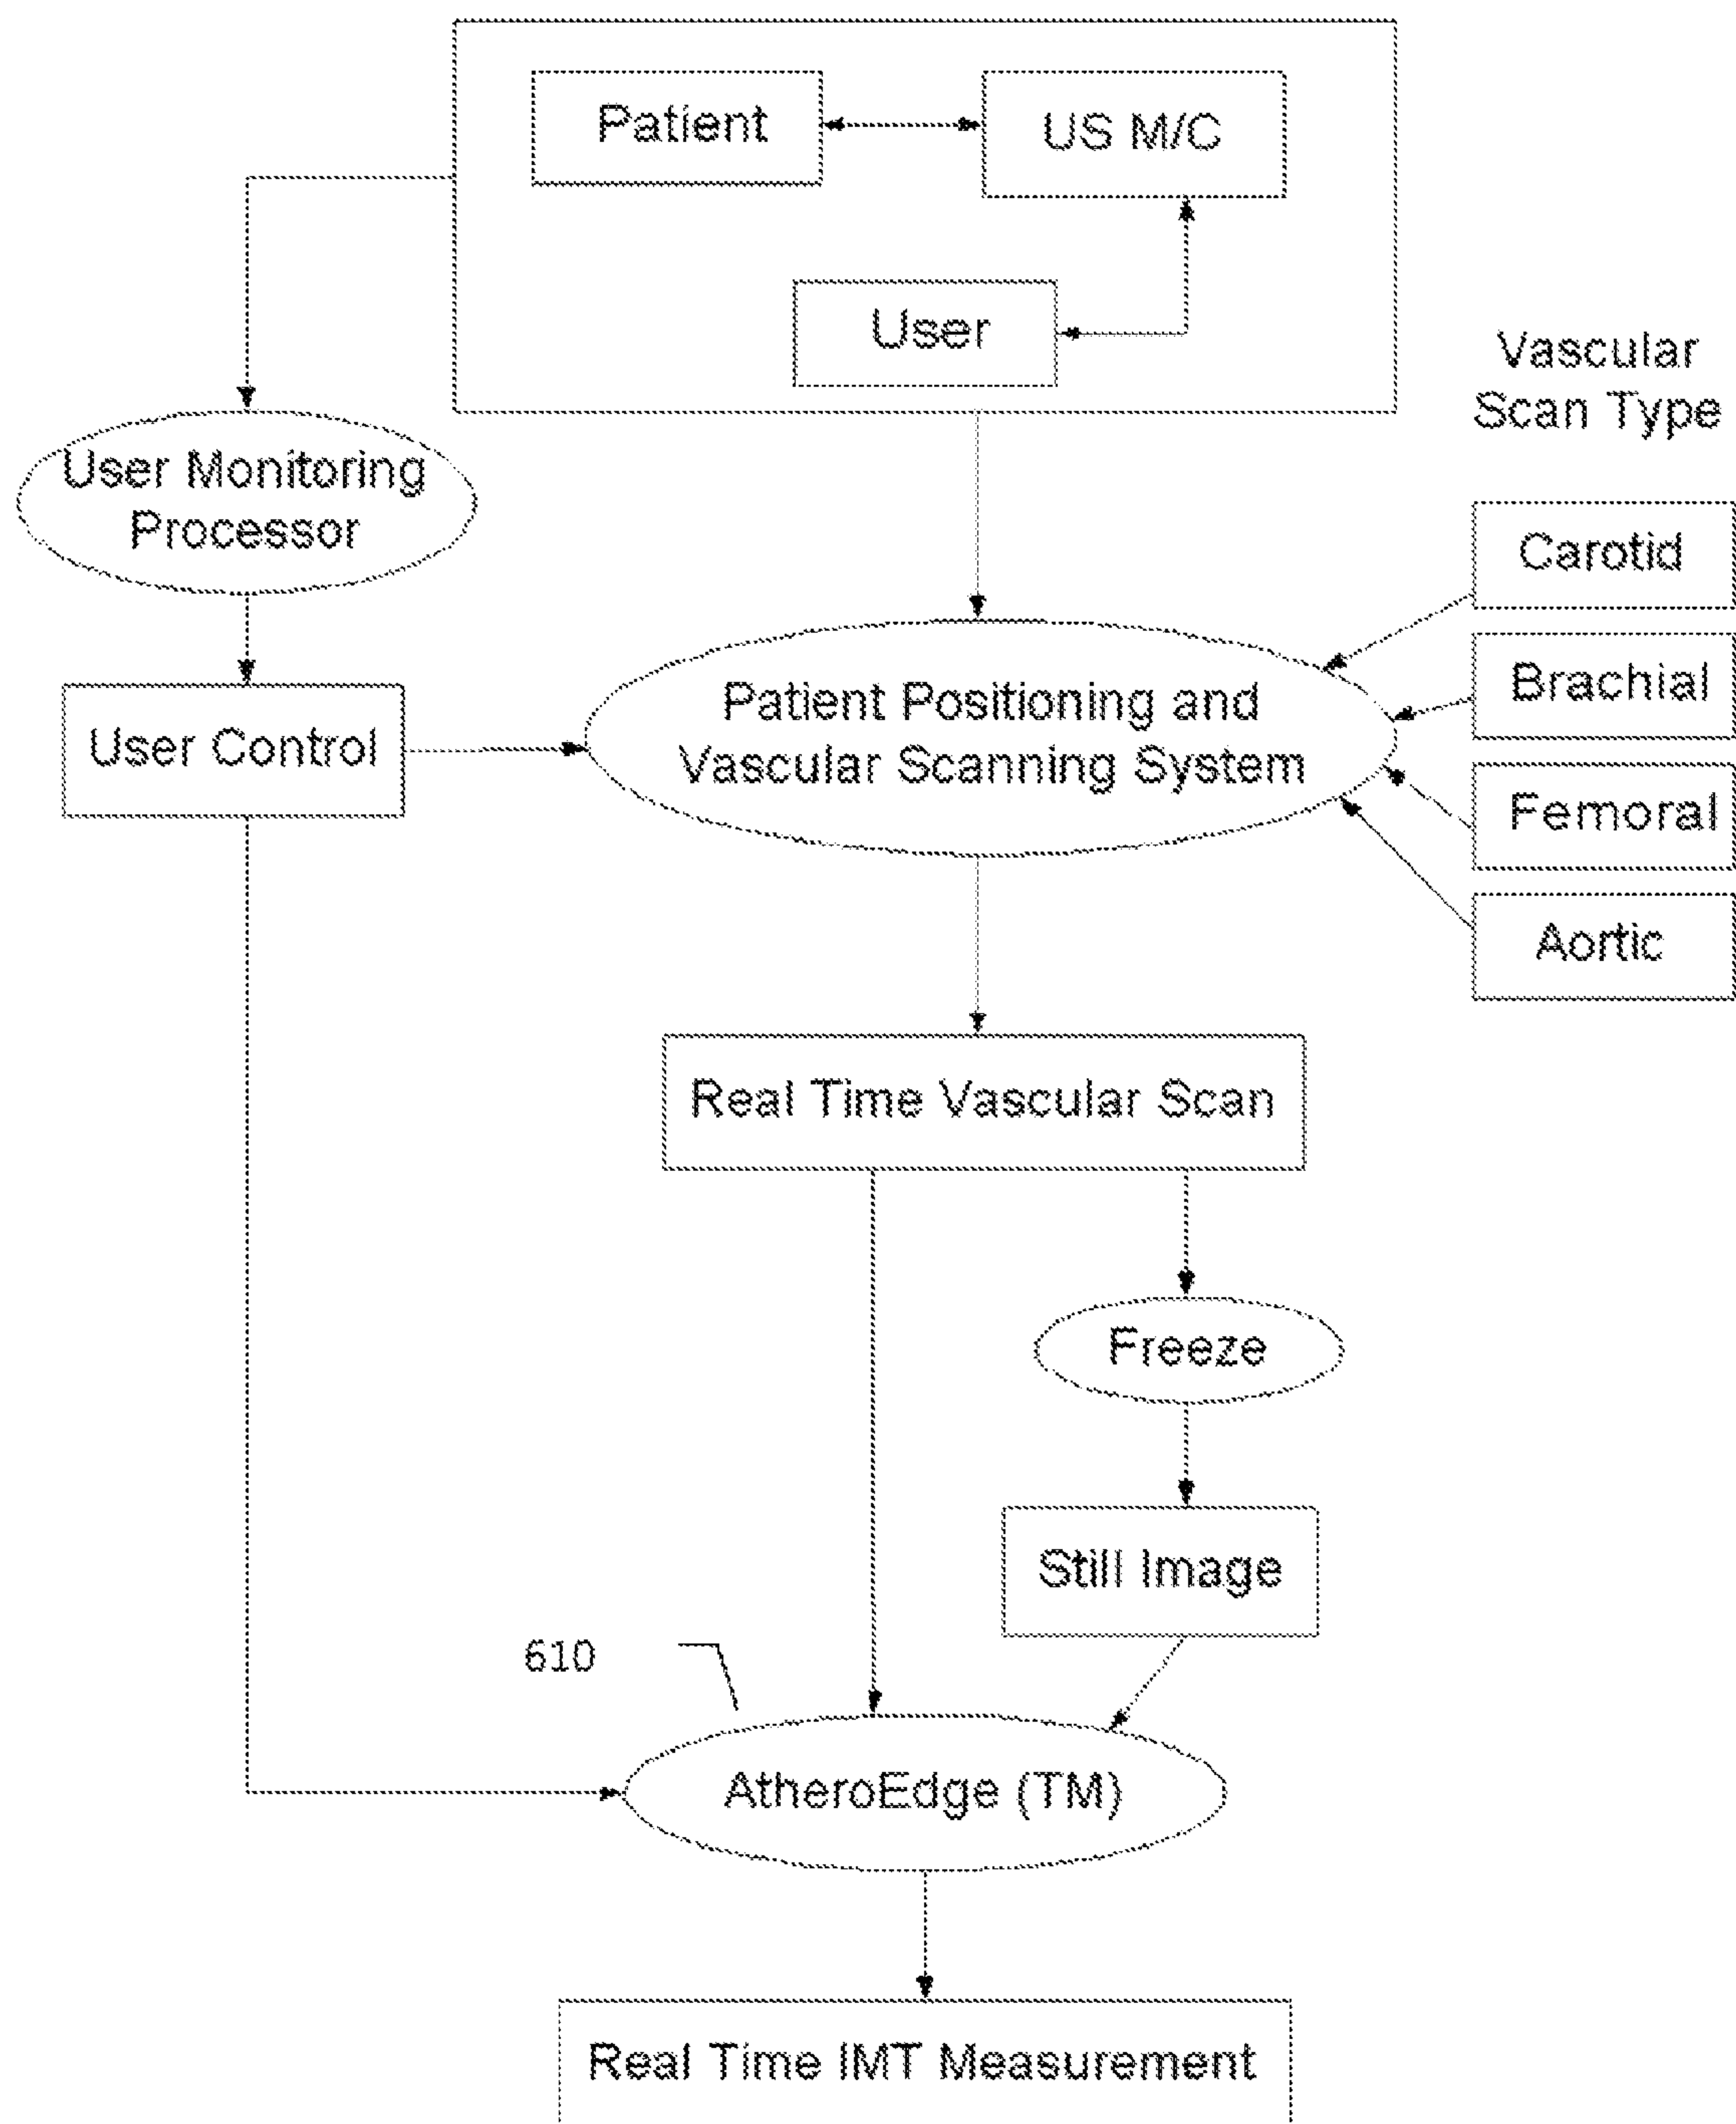 Patient
US M/C
User
Vascular
Scan Type
User Monitoring
Processor
Carotid
Brachial
Femoral
Aortic
User Control
Patient Positioning and
Vascular Scanning System
Real Time Vascular Scan
Freeze
Still Image
610
AtheroEdge (TM)
Real Time IMT Measurement